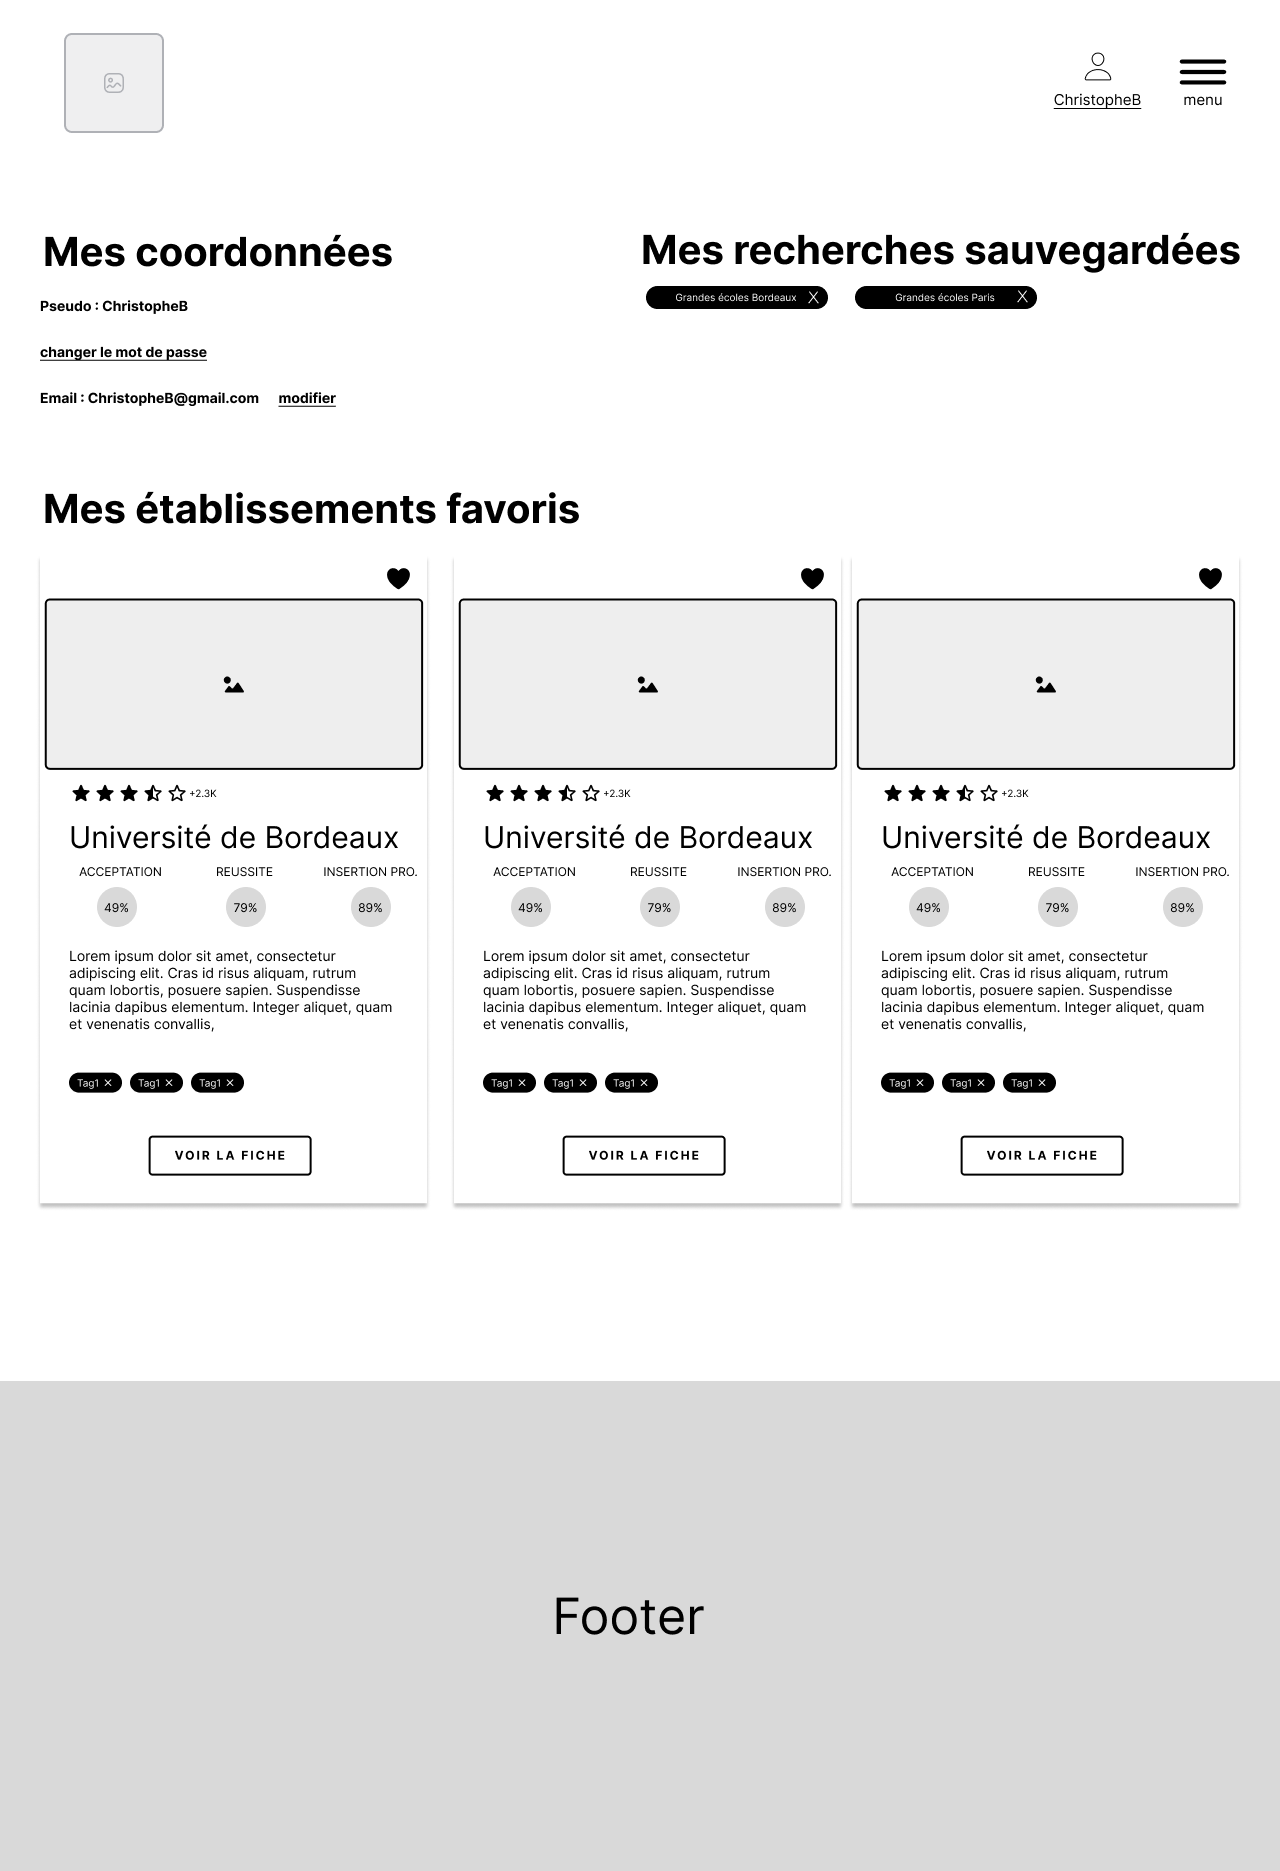 ChristopheB
menu
Mes coordonnées
Pseudo : ChristopheB
changer le mot de passe
Email : ChristopheB@gmail.com modifier
Mes recherches sauvegardées
Grandes écoles Bordeaux X
Grandes écoles Paris X
Mes établissements favoris
+2.3K
Université de Bordeaux
ACCEPTATION REUSSITE INSERTION PRO.
49% 79% 89%
Lorem ipsum dolor sit amet, consectetur
adipiscing elit. Cras id risus aliquam, rutrum
quam lobortis, posuere sapien. Suspendisse
lacinia dapibus elementum. Integer aliquet, quam
et venenatis convallis,
Tag1 × Tag1 × Tag1 ×
VOIR LA FICHE
+2.3K
Université de Bordeaux
ACCEPTATION REUSSITE INSERTION PRO.
49% 79% 89%
Lorem ipsum dolor sit amet, consectetur
adipiscing elit. Cras id risus aliquam, rutrum
quam lobortis, posuere sapien. Suspendisse
lacinia dapibus elementum. Integer aliquet, quam
et venenatis convallis,
Tag1 × Tag1 × Tag1 ×
VOIR LA FICHE
+2.3K
Université de Bordeaux
ACCEPTATION REUSSITE INSERTION PRO.
49% 79% 89%
Lorem ipsum dolor sit amet, consectetur
adipiscing elit. Cras id risus aliquam, rutrum
quam lobortis, posuere sapien. Suspendisse
lacinia dapibus elementum. Integer aliquet, quam
et venenatis convallis,
Tag1 × Tag1 × Tag1 ×
VOIR LA FICHE
Footer